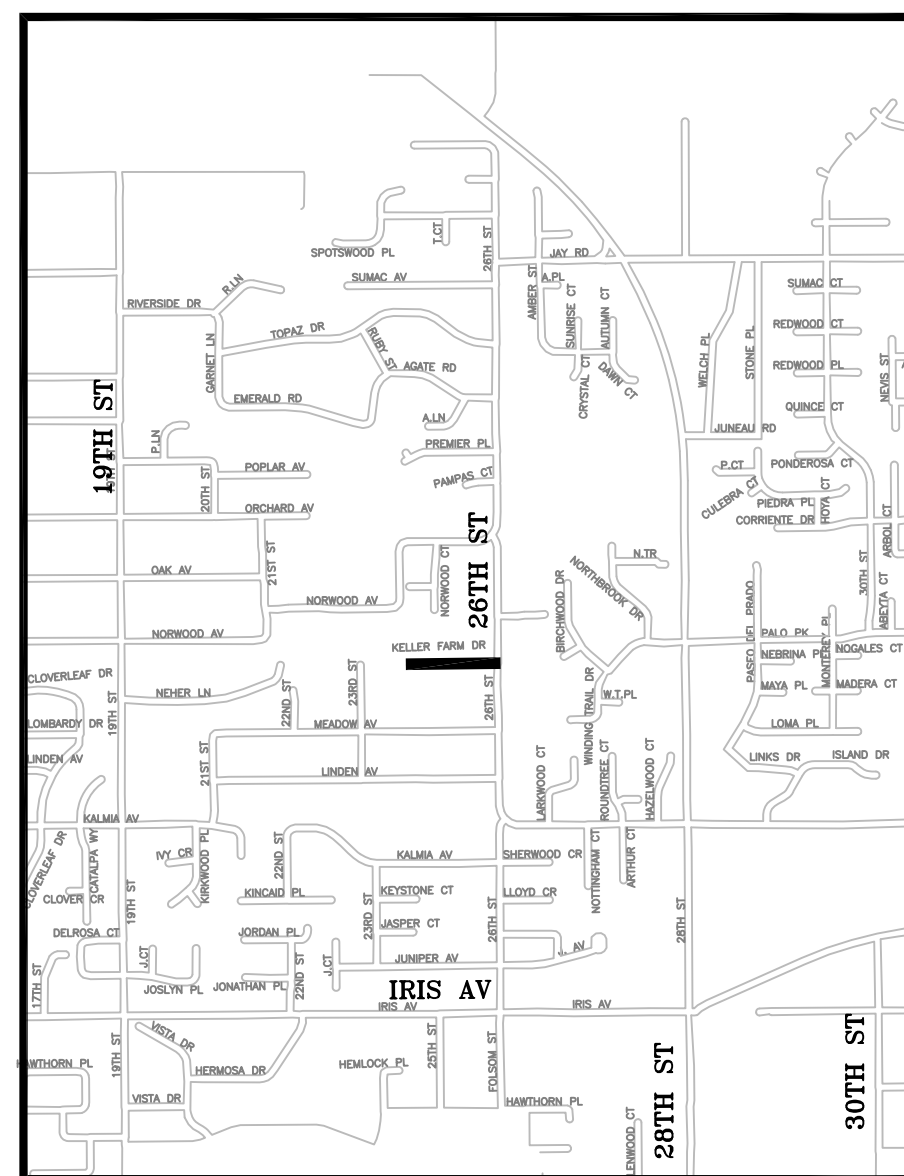 T.CT
26TH ST
SPOTSWOOD PL
JAY RD
SUMAC AV
R.LN
A.PL
AMBER ST
SUNRISE CT
AUTUMN CT
SUMAC CT
RIVERSIDE DR
TOPAZ DR
RUBY ST
GARNET LN
AGATE RD
REDWOOD CT
WELCH PL
STONE PL
REDWOOD PL
NEVIS ST
CRYSTAL CT
DAWN CT
EMERALD RD
19TH ST
19TH ST
QUINCE CT
A.LN
JUNEAU RD
P.LN
PREMIER PL
POPLAR AV
PAMPAS CT
P.CT
PONDEROSA CT
20TH ST
CULEBRA CT
PIEDRA PL
HOYA CT
ORCHARD AV
CORRIENTE DR
ARBOL CT
26TH ST
21ST ST
OAK AV
NORWOOD CT
N.TR
NORTHBROOK DR
30TH ST
ABEYTA CT
NORWOOD AV
BIRCHWOOD DR
PASEO DEL PRADO
NORWOOD AV
PALO PK
MONTEREY PL
KELLER FARM DR
NEBRINA PL
NOGALES CT
CLOVERLEAF DR
NEHER LN
23RD ST
22ND ST
26TH ST
W.T.PL
MAYA PL
MADERA CT
19TH ST
LOMBARDY DR
MEADOW AV
WINDING TRAIL DR
LOMA PL
LINDEN AV
21ST ST
LINDEN AV
LARKWOOD CT
ROUNDTREE CT
HAZELWOOD CT
LINKS DR
ISLAND DR
KALMIA AV
CLOVERLEAF DR
CATALPA WY
IVY CR
KIRKWOOD PL
22ND ST
KALMIA AV
SHERWOOD CR
NOTTINGHAM CT
ARTHUR CT
CLOVER CR
19TH ST
KINCAID PL
KEYSTONE CT
LLOYD CR
23RD ST
26TH ST
28TH ST
DELROSA CT
JORDAN PL
JASPER CT
J.CT
J.CT
JUNIPER AV
J. AV
17TH ST
JOSLYN PL
JONATHAN PL
22ND ST
IRIS AV
IRIS AV
IRIS AV
VISTA DR
19TH ST
25TH ST
FOLSOM ST
28TH ST
30TH ST
HAWTHORN PL
HERMOSA DR
HEMLOCK PL
VISTA DR
HAWTHORN PL
LENWOOD CT